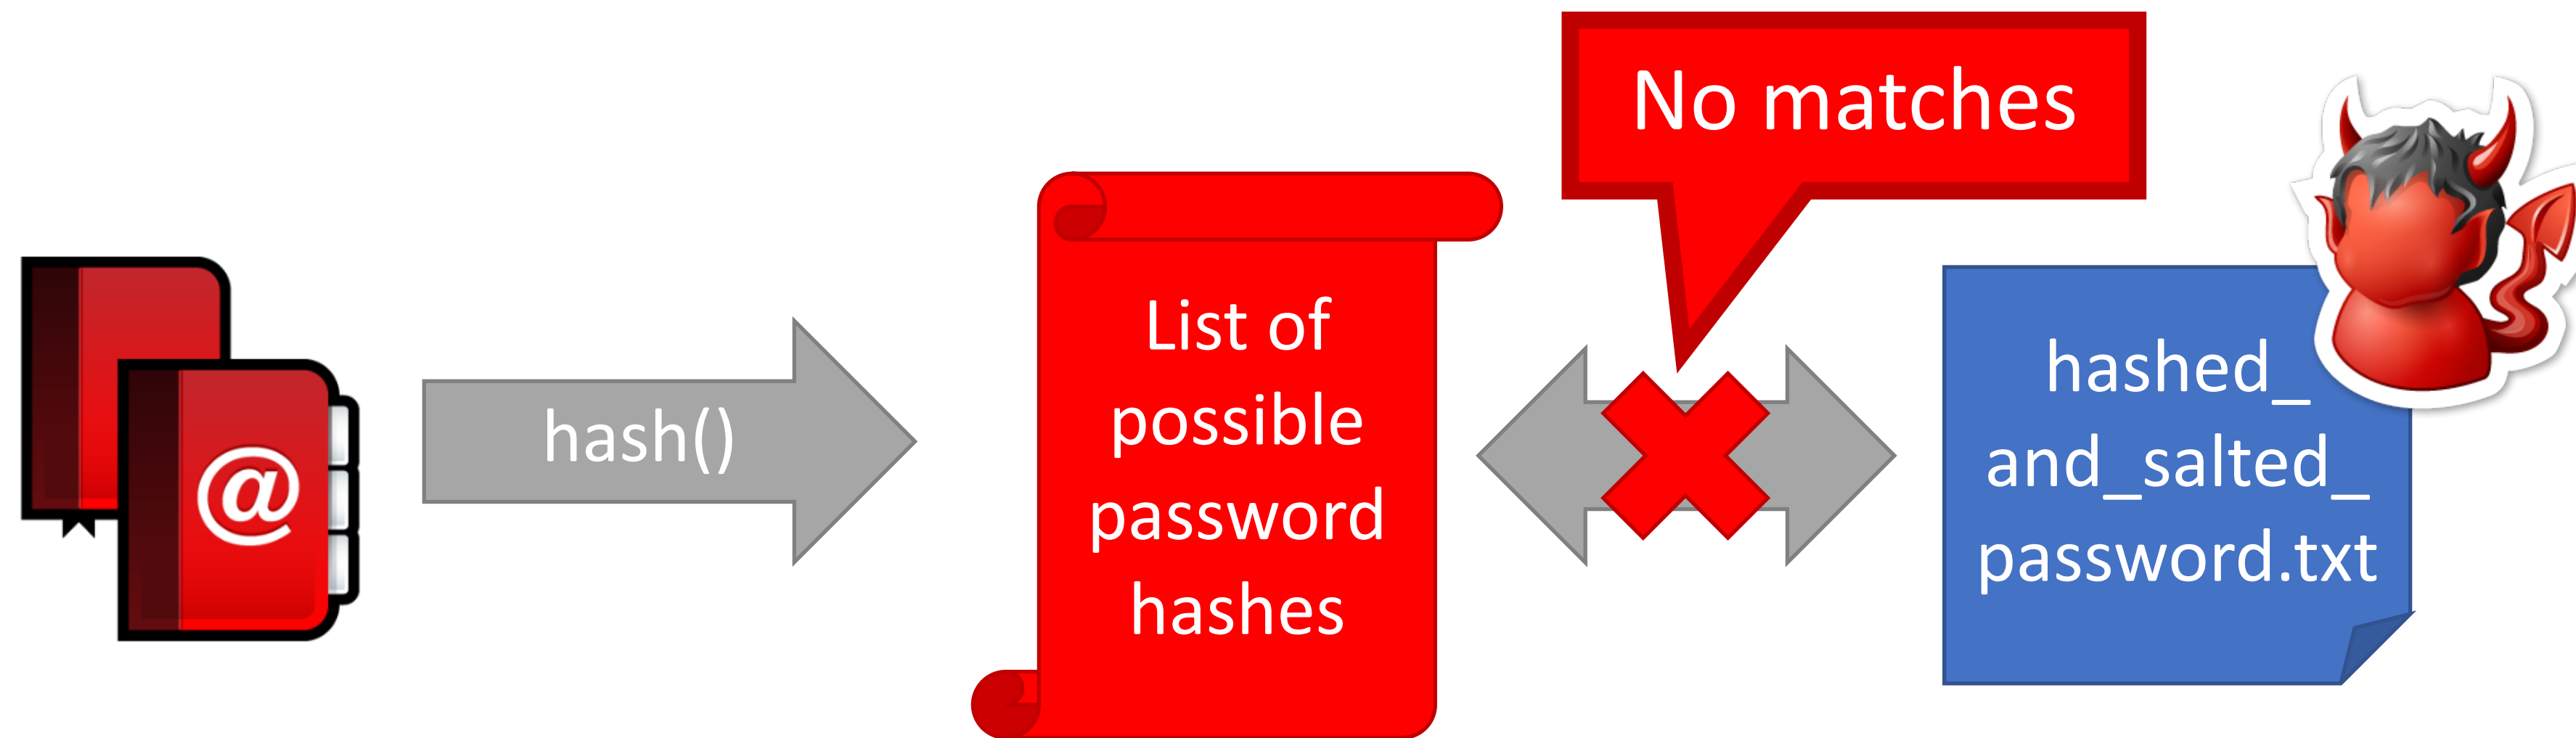 @
hash()
List of
possible
password
hashes
No matches
hashed_
and_salted_
password.txt